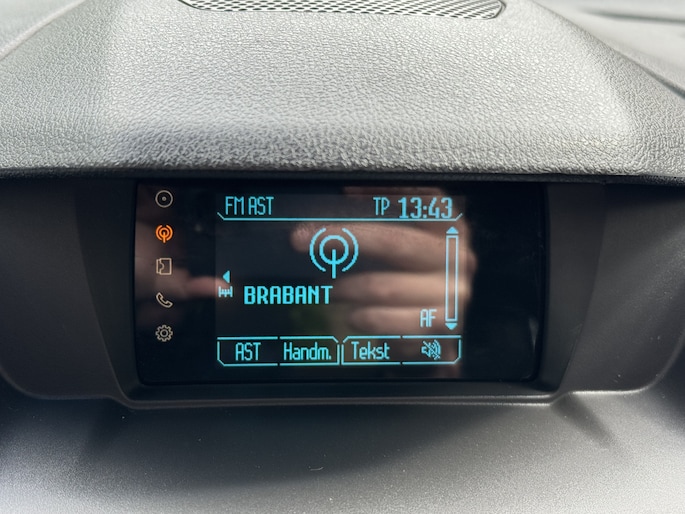 FM AST TP 13:43
BRABANT
AF
AST Handm. Tekst